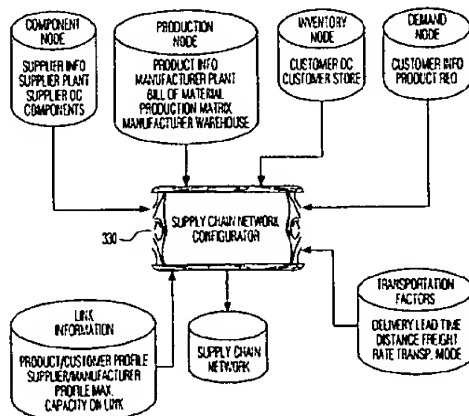 COMPONENT
NODE
SUPPLIER INFO
SUPPLIER PLANT
SUPPLIER DC
COMPONENTS
PRODUCTION
NODE
PRODUCT INFO
MANUFACTURER PLANT
BILL OF MATERIAL
PRODUCTION MATRIX
MANUFACTURER WAREHOUSE
INVENTORY
NODE
CUSTOMER DC
CUSTOMER STORE
DEMAND
NODE
CUSTOMER INFO
PRODUCT REQ
330
SUPPLY CHAIN NETWORK
CONFIGURATOR
LINK
INFORMATION
PRODUCT/CUSTOMER PROFILE
SUPPLIER/MANUFACTURER
PROFILE MAX.
CAPACITY ON LINK
SUPPLY CHAIN
NETWORK
TRANSPORTATION
FACTORS
DELIVERY LEAD TIME
DISTANCE FREIGHT
RATE TRANSP. MODE